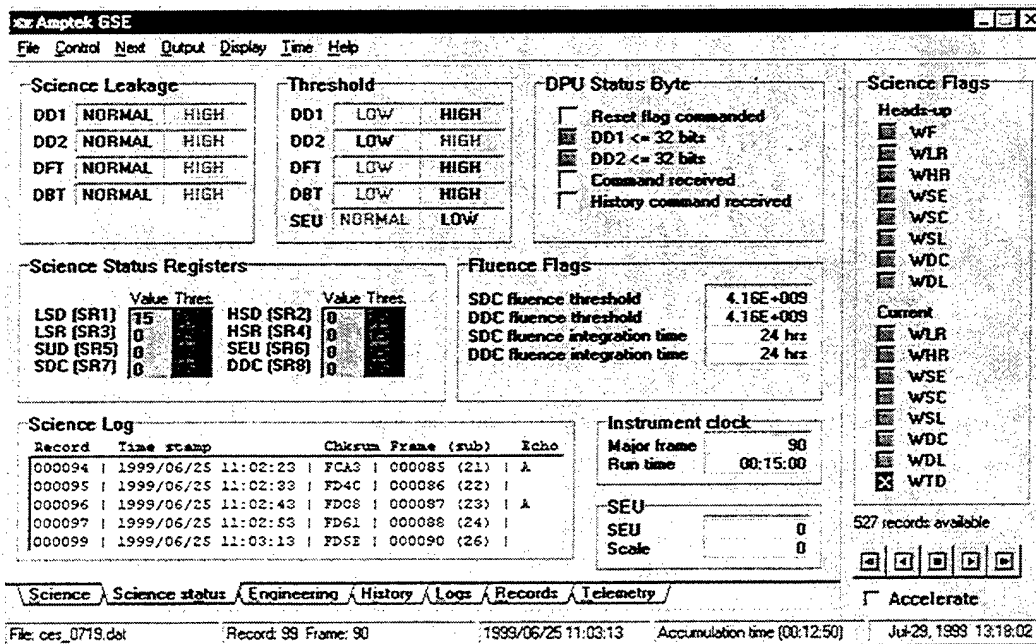 Amptek GSE
File Control Next Output Display Time Help
Science Leakage
DD1 NORMAL HIGH
DD2 NORMAL HIGH
DFT NORMAL HIGH
DBT NORMAL HIGH
Threshold
DD1 LOW HIGH
DD2 LOW HIGH
DFT LOW HIGH
DBT LOW HIGH
SEU NORMAL LOW
DPU Status Byte
Reset flag commanded
DD1 <= 32 bits
DD2 <= 32 bits
Command received
History command received
Science Flags
Heads-up
WF
WLR
WHR
WSE
WSC
WSL
WDC
WDL
Current
WLR
WHR
WSE
WSC
WSL
WDC
WDL
WTD
Science Status Registers
Value Thres. Value Thres.
LSD (SR1) 15 HSD (SR2) 0
LSR (SR3) 0 HSR (SR4) 0
SUD (SR5) 0 SEU (SR6) 0
SDC (SR7) 0 DDC (SR8) 0
Fluence Flags
SDC fluence threshold 4.16E+009
DDC fluence threshold 4.16E+009
SDC fluence integration time 24 hrs
DDC fluence integration time 24 hrs
Science Log
Record Time stamp Chksum Frame (sub) Echo
000094 | 1999/06/25 11:02:23 | FCA3 | 000085 (21) | A
000095 | 1999/06/25 11:02:33 | FD4C | 000086 (22) |
000096 | 1999/06/25 11:02:43 | FD08 | 000087 (23) | A
000097 | 1999/06/25 11:02:53 | FD61 | 000088 (24) |
000099 | 1999/06/25 11:03:13 | FD5E | 000090 (26) |
Instrument clock
Major frame 90
Run time 00:15:00
SEU
SEU 0
Scale 0
527 records available
Accelerate
Science Science status Engineering History Logs Records Telemetry
File: ces_0719.dat Record: 99 Frame: 90 1999/06/25 11:03:13 Accumulation time [00:12:50] Jul-29, 1999 13:19:02